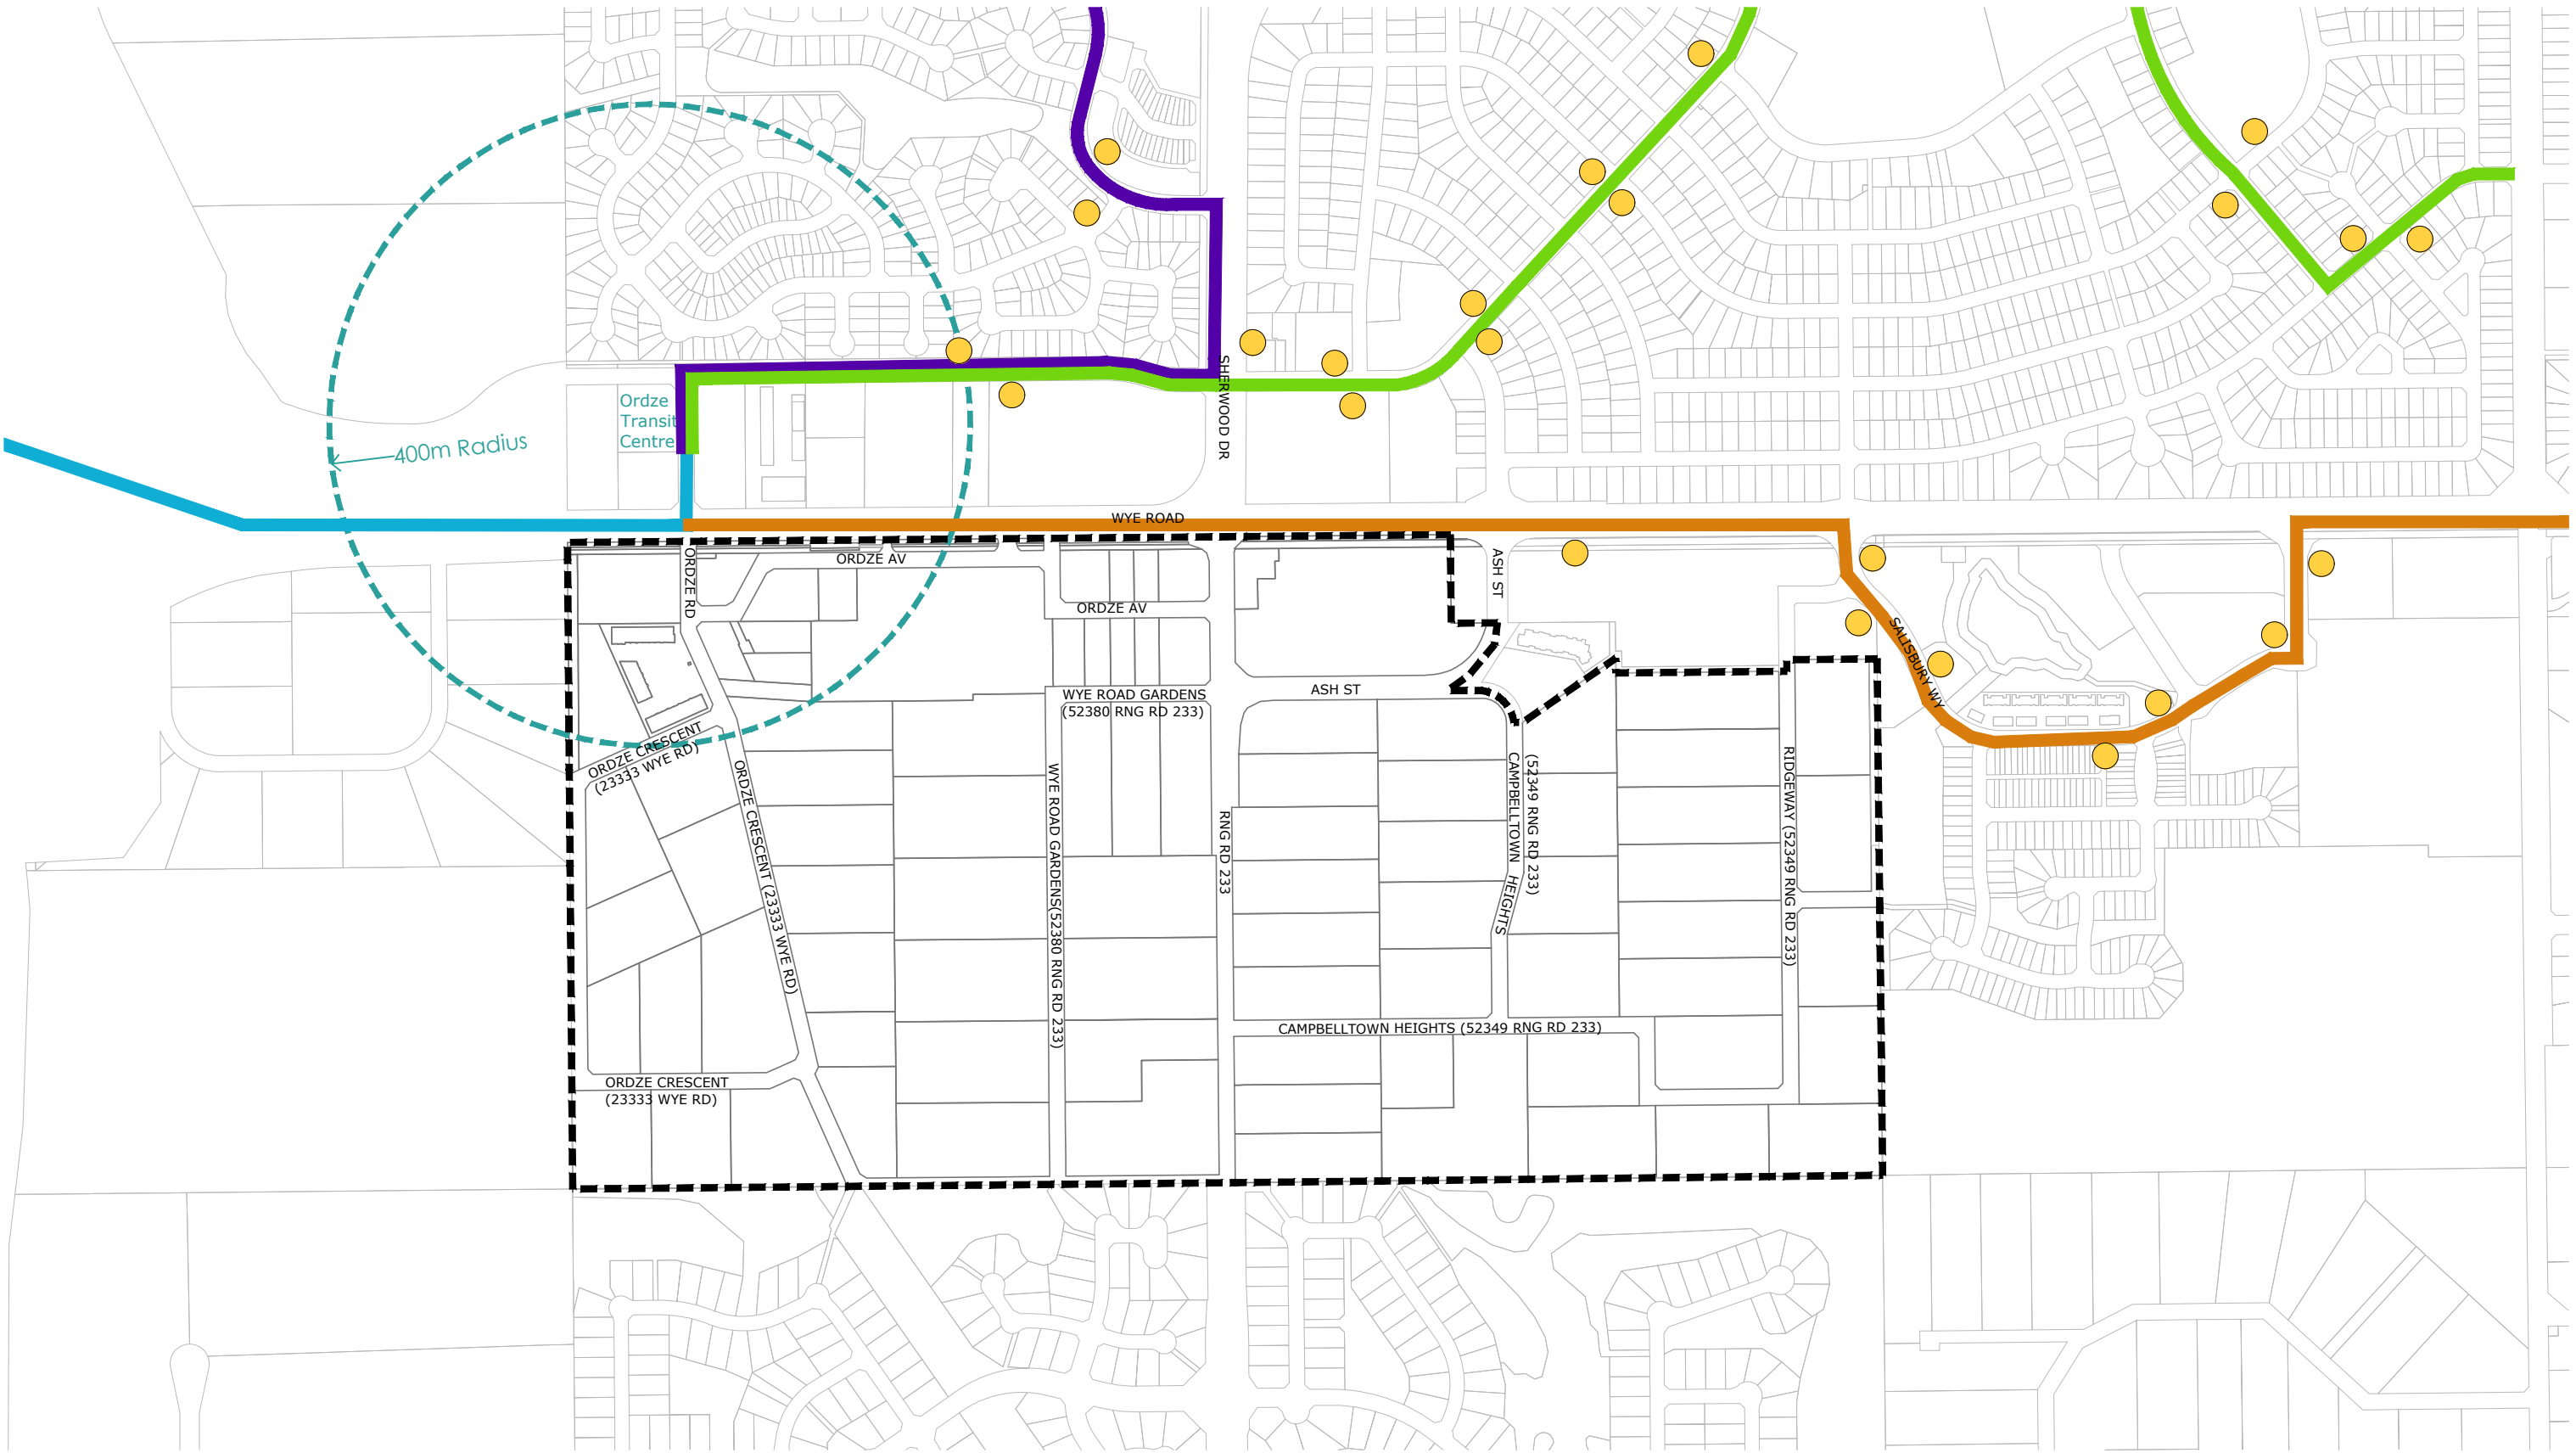 SHERWOOD DR
Ordze
Transit
Centre
400m Radius
WYE ROAD
ORDZE RD
ORDZE AV
ASH ST
ORDZE AV
SALISBURY WY
WYE ROAD GARDENS
(52380 RNG RD 233)
ASH ST
ORDZE CRESCENT
(23333 WYE RD)
ORDZE CRESCENT (23333 WYE RD)
WYE ROAD GARDENS(52380 RNG RD 233)
RNG RD 233
CAMPBELLTOWN HEIGHTS
(52349 RNG RD 233)
RIDGEWAY (52349 RNG RD 233)
CAMPBELLTOWN HEIGHTS (52349 RNG RD 233)
ORDZE CRESCENT
(23333 WYE RD)